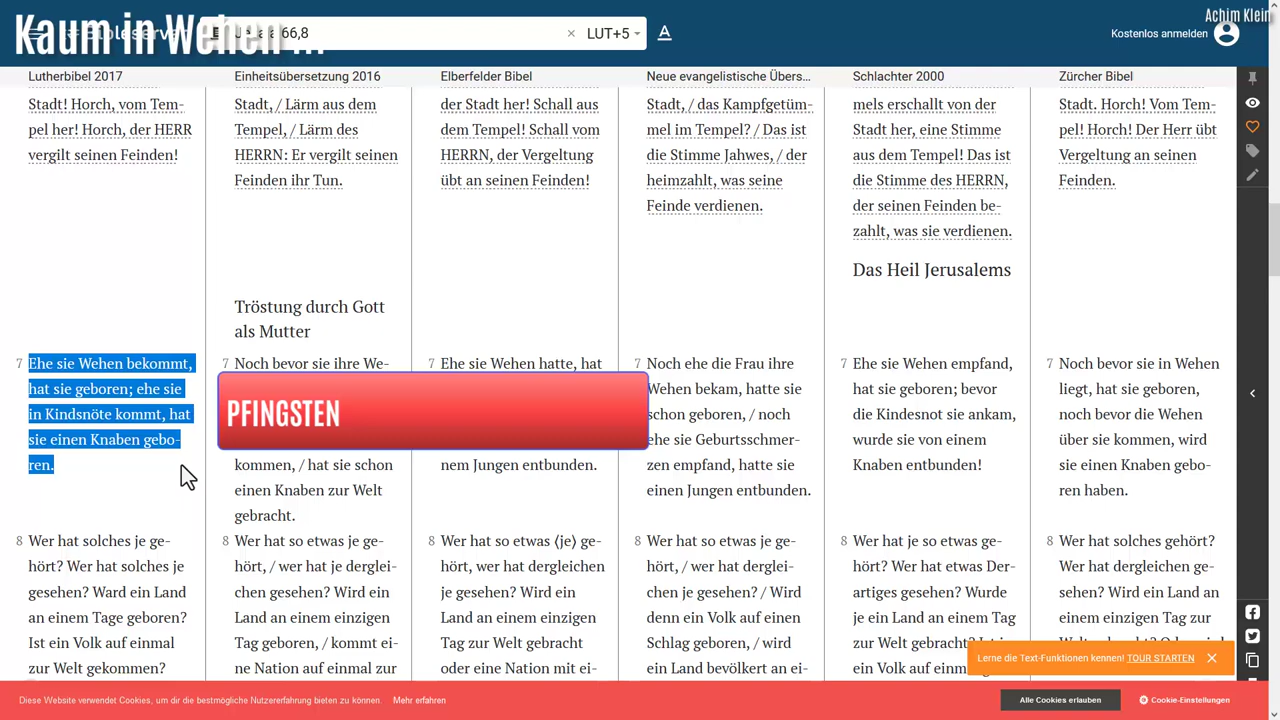 Kaum in Wehen ...
Achim Klein
66,8
LUT+5
Kostenlos anmelden
Lutherbibel 2017
Einheitsübersetzung 2016
Elberfelder Bibel
Neue evangelistische Übers...
Schlachter 2000
Zürcher Bibel
Stadt! Horch, vom Tem-
pel her! Horch, der HERR
vergilt seinen Feinden!
Stadt, / Lärm aus dem
Tempel, / Lärm des
HERRN: Er vergilt seinen
Feinden ihr Tun.
der Stadt her! Schall aus
dem Tempel! Schall vom
HERRN, der Vergeltung
übt an seinen Feinden!
Stadt, / das Kampfgetüm-
mel im Tempel? / Das ist
die Stimme Jahwes, / der
heimzahlt, was seine
Feinde verdienen.
mels erschallt von der
Stadt her, eine Stimme
aus dem Tempel! Das ist
die Stimme des HERRN,
der seinen Feinden be-
zahlt, was sie verdienen.
Stadt. Horch! Vom Tem-
pel! Horch! Der Herr übt
Vergeltung an seinen
Feinden.
Das Heil Jerusalems
Tröstung durch Gott
als Mutter
7 Ehe sie Wehen bekommt,
hat sie geboren; ehe sie
in Kindsnöte kommt, hat
sie einen Knaben gebo-
ren.
7 Noch bevor sie ihre We-
PFINGSTEN
kommen, / hat sie schon
einen Knaben zur Welt
gebracht.
7 Ehe sie Wehen hatte, hat
nem Jungen entbunden.
7 Noch ehe die Frau ihre
Wehen bekam, hatte sie
schon geboren, / noch
ehe sie Geburtsschmer-
zen empfand, hatte sie
einen Jungen entbunden.
7 Ehe sie Wehen empfand,
hat sie geboren; bevor
die Kindesnot sie ankam,
wurde sie von einem
Knaben entbunden!
7 Noch bevor sie in Wehen
liegt, hat sie geboren,
noch bevor die Wehen
über sie kommen, wird
sie einen Knaben gebo-
ren haben.
8 Wer hat solches je ge-
hört? Wer hat solches je
gesehen? Ward ein Land
an einem Tage geboren?
Ist ein Volk auf einmal
zur Welt gekommen?
8 Wer hat so etwas je ge-
hört, / wer hat je derglei-
chen gesehen? Wird ein
Land an einem einzigen
Tag geboren, / kommt ei-
ne Nation auf einmal zur
8 Wer hat so etwas ⟨je⟩ ge-
hört, wer hat dergleichen
je gesehen? Wird ein
Land an einem einzigen
Tag zur Welt gebracht
oder eine Nation mit ei-
8 Wer hat so etwas je ge-
hört, / wer hat derglei-
chen je gesehen? / Wird
denn ein Volk auf einen
Schlag geboren, / wird
ein Land bevölkert an ei-
8 Wer hat je so etwas ge-
hört? Wer hat etwas Der-
artiges gesehen? Wurde
je ein Land an einem Tag
zur Welt gebracht?
ein Volk auf einm
8 Wer hat solches gehört?
Wer hat dergleichen ge-
sehen? Wird ein Land an
einem einzigen Tag zur
Lerne die Text-Funktionen kennen! TOUR STARTEN
Diese Website verwendet Cookies, um dir die bestmögliche Nutzererfahrung bieten zu können. Mehr erfahren
Alle Cookies erlauben
Cookie-Einstellungen